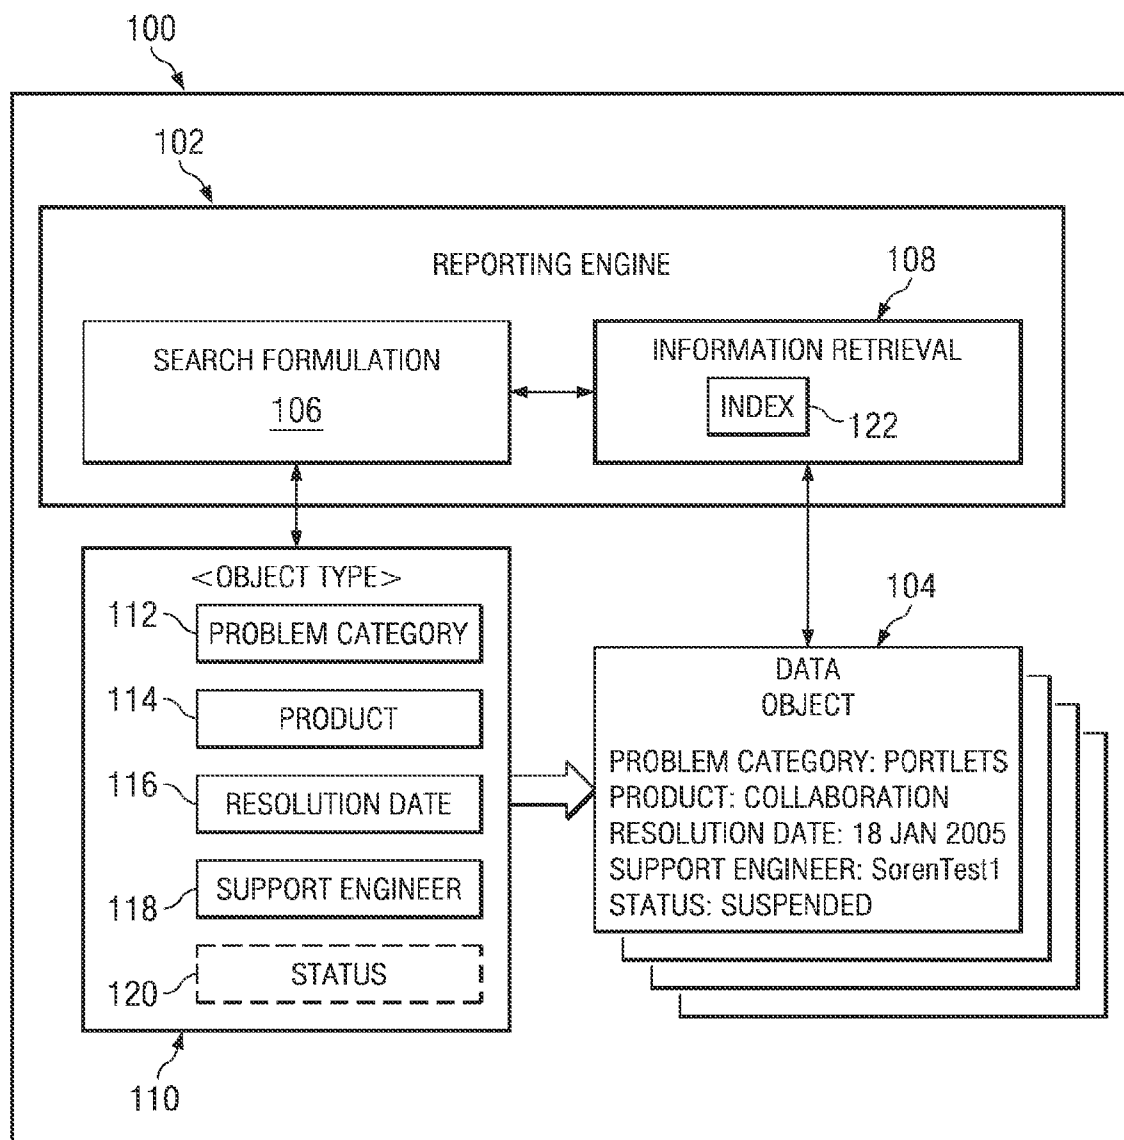 100
102
REPORTING ENGINE
108
SEARCH FORMULATION
106
INFORMATION RETRIEVAL
INDEX
122
<OBJECT TYPE>
112
PROBLEM CATEGORY
114
PRODUCT
116
RESOLUTION DATE
118
SUPPORT ENGINEER
120
STATUS
110
104
DATA
OBJECT
PROBLEM CATEGORY: PORTLETS
PRODUCT: COLLABORATION
RESOLUTION DATE: 18 JAN 2005
SUPPORT ENGINEER: SorenTest1
STATUS: SUSPENDED